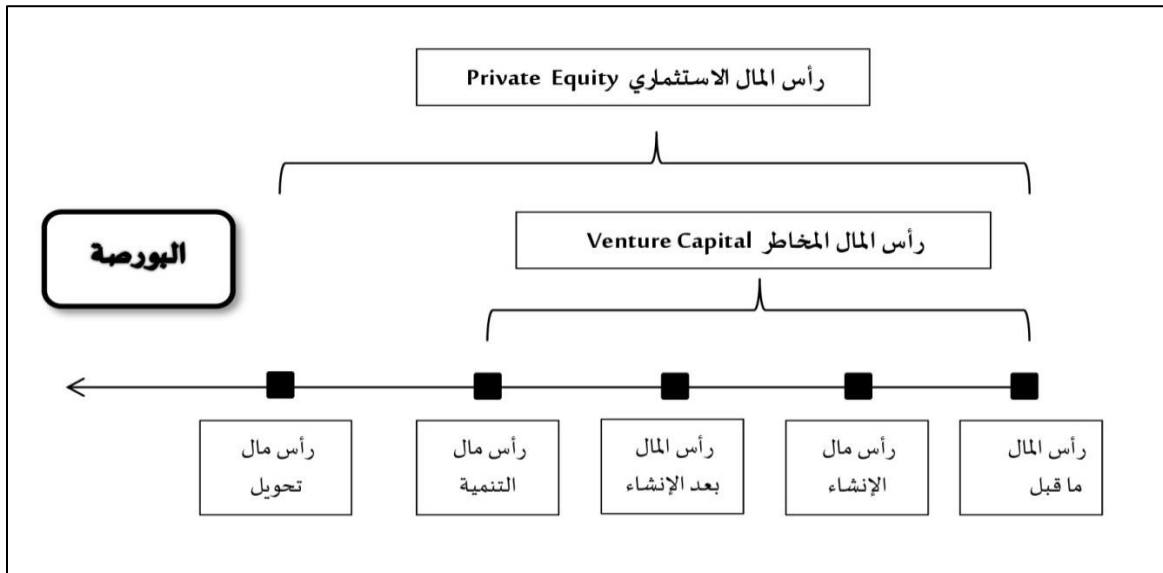 رأس المال الاستثماري Private Equity
رأس المال المخاطر Venture Capital
البورصة
رأس المال
ما قبل
رأس مال
الإنشاء
رأس المال
بعد الإنشاء
رأس مال
التنمية
رأس مال
تحويل